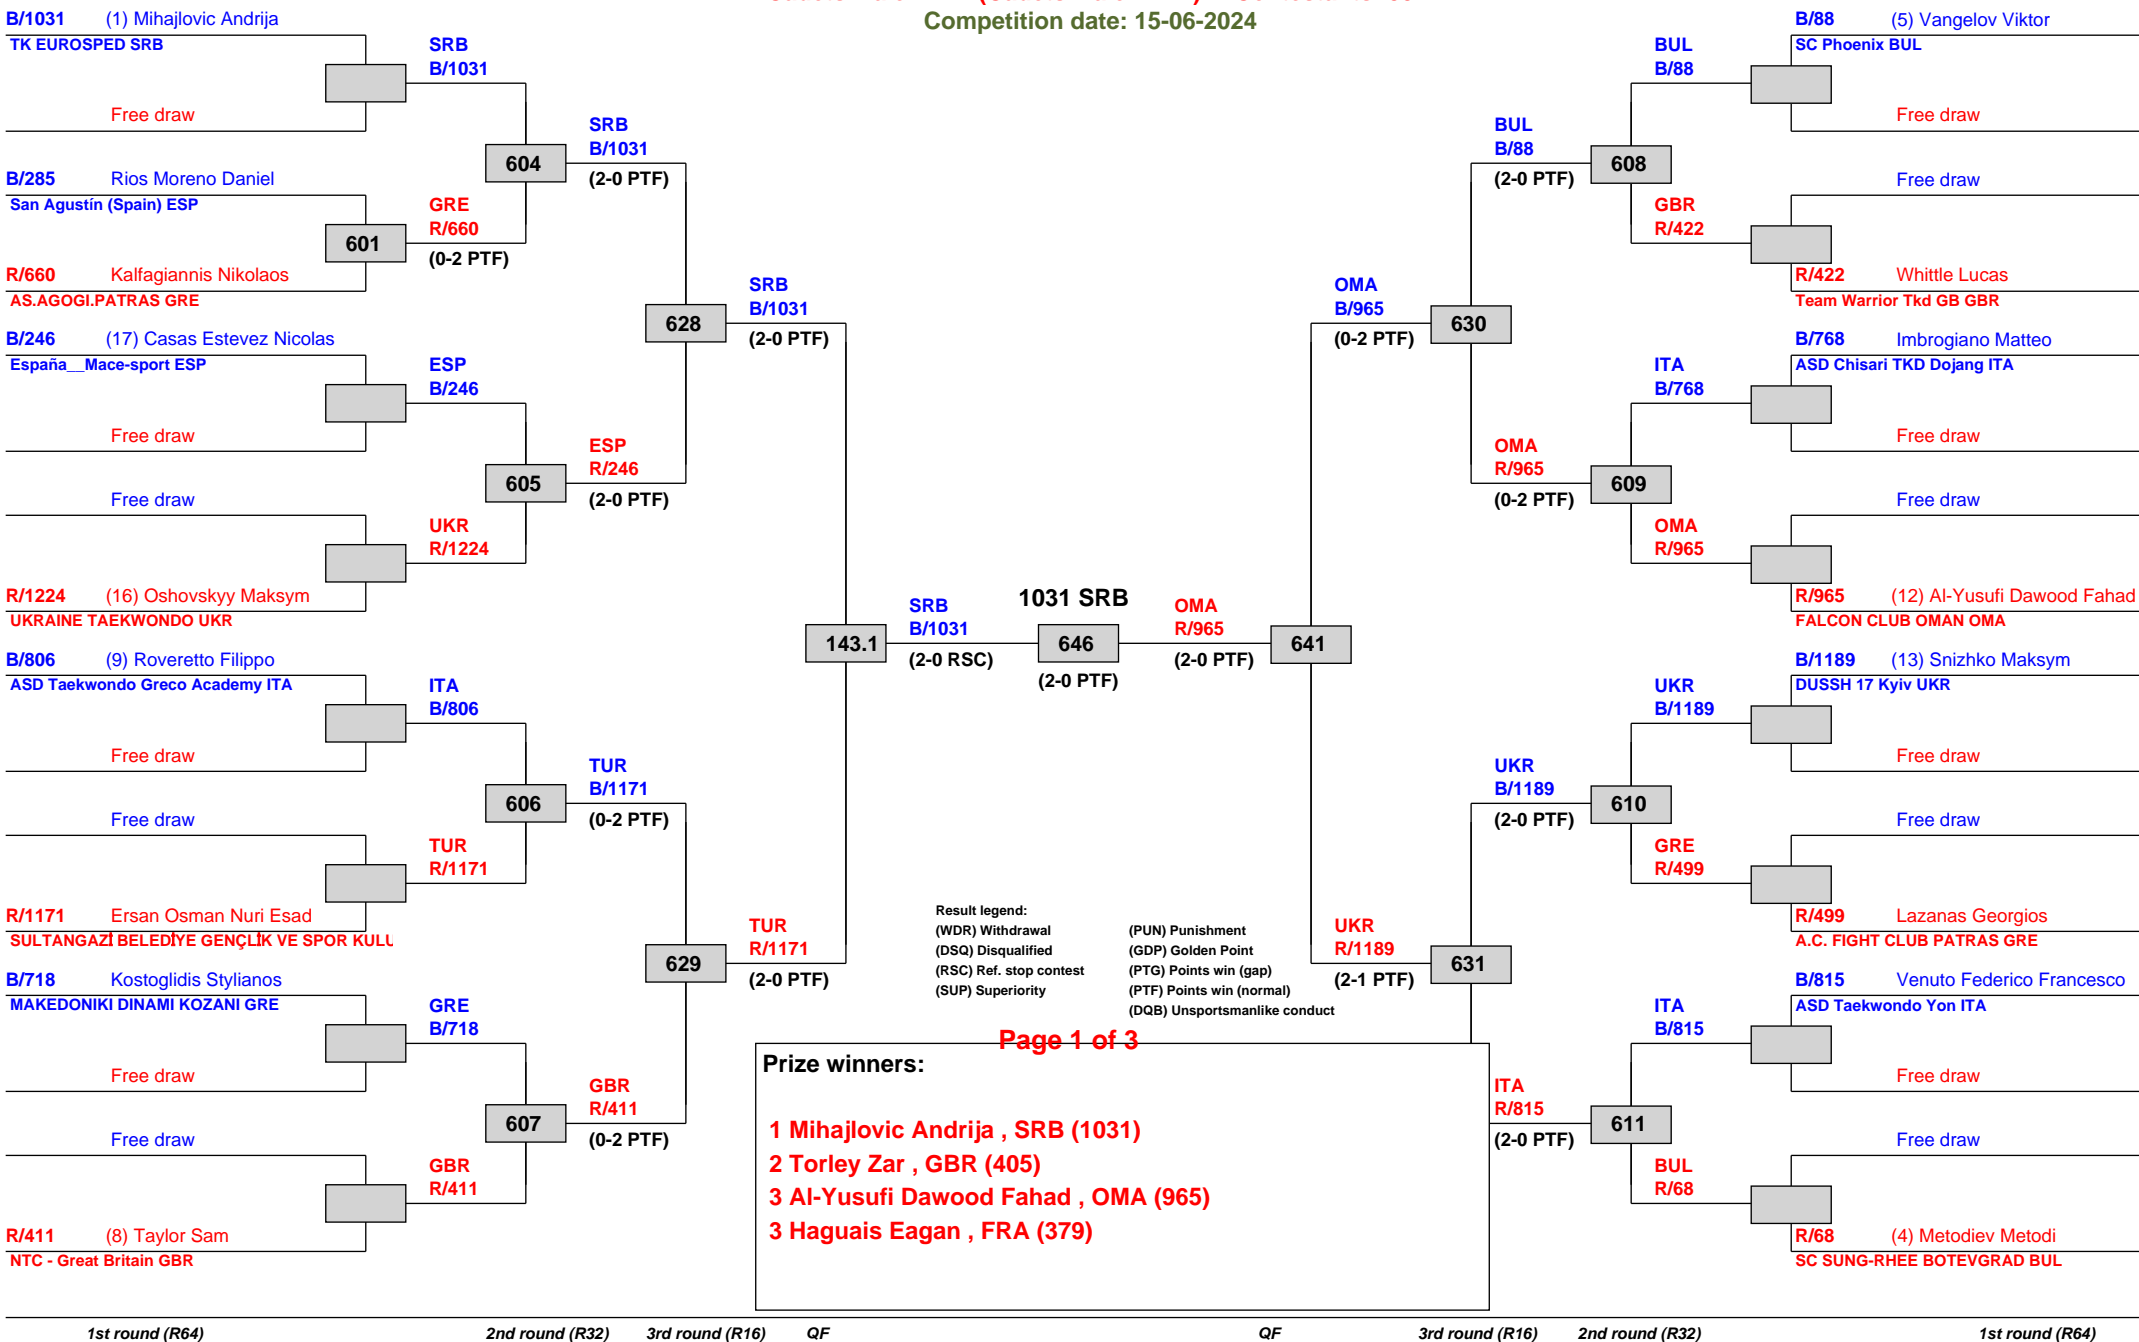 Competition date: 15-06-2024
B/1031 (1) Mihajlovic Andrija
TK EUROSPED SRB
Free draw
B/285 Rios Moreno Daniel
San Agustín (Spain) ESP
R/660 Kalfagiannis Nikolaos
AS.AGOGI.PATRAS GRE
B/246 (17) Casas Estevez Nicolas
España__Mace-sport ESP
Free draw
Free draw
R/1224 (16) Oshovskyy Maksym
UKRAINE TAEKWONDO UKR
B/806 (9) Roveretto Filippo
ASD Taekwondo Greco Academy ITA
Free draw
Free draw
R/1171 Ersan Osman Nuri Esad
SULTANGAZİ BELEDİYE GENÇLİK VE SPOR KULU
B/718 Kostoglidis Stylianos
MAKEDONIKI DINAMI KOZANI GRE
Free draw
Free draw
R/411 (8) Taylor Sam
NTC - Great Britain GBR
601
SRB
B/1031
GRE
R/660
(0-2 PTF)
ESP
B/246
UKR
R/1224
ITA
B/806
TUR
R/1171
GRE
B/718
GBR
R/411
604
605
606
607
SRB
B/1031
(2-0 PTF)
ESP
R/246
(2-0 PTF)
TUR
B/1171
(0-2 PTF)
GBR
R/411
(0-2 PTF)
628
629
SRB
B/1031
(2-0 PTF)
TUR
R/1171
(2-0 PTF)
143.1
SRB
B/1031
(2-0 RSC)
1031 SRB
646
(2-0 PTF)
OMA
R/965
(2-0 PTF)
641
OMA
B/965
(0-2 PTF)
UKR
R/1189
(2-1 PTF)
630
631
BUL
B/88
(2-0 PTF)
OMA
R/965
(0-2 PTF)
UKR
B/1189
(2-0 PTF)
ITA
R/815
(2-0 PTF)
608
609
610
611
BUL
B/88
GBR
R/422
ITA
B/768
OMA
R/965
UKR
B/1189
GRE
R/499
ITA
B/815
BUL
R/68
B/88 (5) Vangelov Viktor
SC Phoenix BUL
Free draw
Free draw
R/422 Whittle Lucas
Team Warrior Tkd GB GBR
B/768 Imbrogiano Matteo
ASD Chisari TKD Dojang ITA
Free draw
Free draw
R/965 (12) Al-Yusufi Dawood Fahad
FALCON CLUB OMAN OMA
B/1189 (13) Snizhko Maksym
DUSSH 17 Kyiv UKR
Free draw
Free draw
R/499 Lazanas Georgios
A.C. FIGHT CLUB PATRAS GRE
B/815 Venuto Federico Francesco
ASD Taekwondo Yon ITA
Free draw
Free draw
R/68 (4) Metodiev Metodi
SC SUNG-RHEE BOTEVGRAD BUL
Result legend:
(WDR) Withdrawal
(DSQ) Disqualified
(RSC) Ref. stop contest
(SUP) Superiority
(PUN) Punishment
(GDP) Golden Point
(PTG) Points win (gap)
(PTF) Points win (normal)
(DQB) Unsportsmanlike conduct
Page 1 of 3
Prize winners:
1 Mihajlovic Andrija , SRB (1031)
2 Torley Zar , GBR (405)
3 Al-Yusufi Dawood Fahad , OMA (965)
3 Haguais Eagan , FRA (379)
1st round (R64) 2nd round (R32) 3rd round (R16) QF QF 3rd round (R16) 2nd round (R32) 1st round (R64)